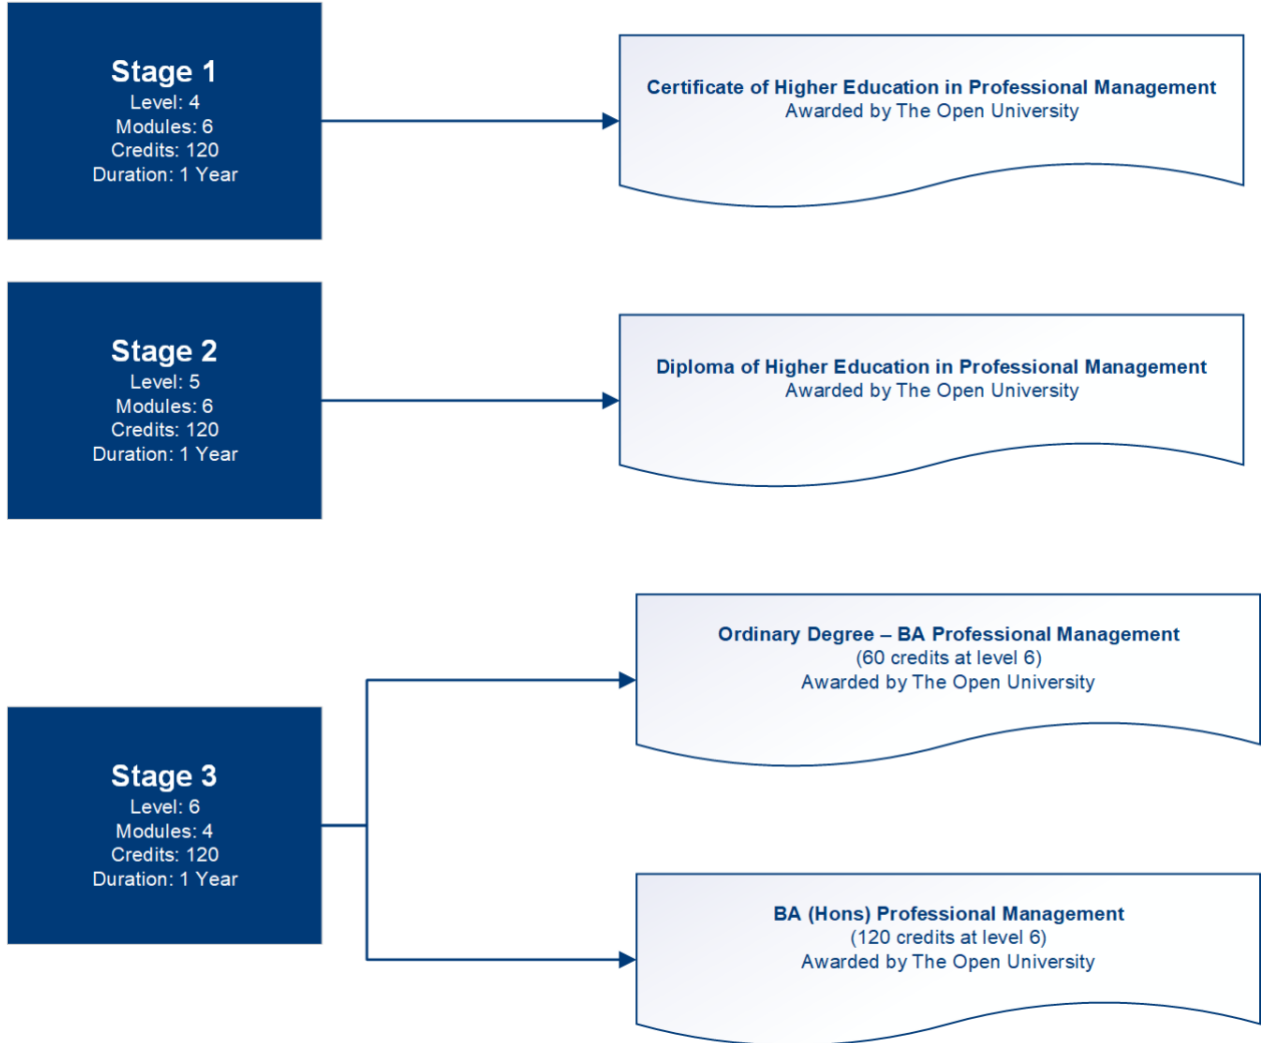 Stage 1
Level: 4
Modules: 6
Credits: 120
Duration: 1 Year
Certificate of Higher Education in Professional Management
Awarded by The Open University
Stage 2
Level: 5
Modules: 6
Credits: 120
Duration: 1 Year
Diploma of Higher Education in Professional Management
Awarded by The Open University
Stage 3
Level: 6
Modules: 4
Credits: 120
Duration: 1 Year
Ordinary Degree – BA Professional Management
(60 credits at level 6)
Awarded by The Open University
BA (Hons) Professional Management
(120 credits at level 6)
Awarded by The Open University